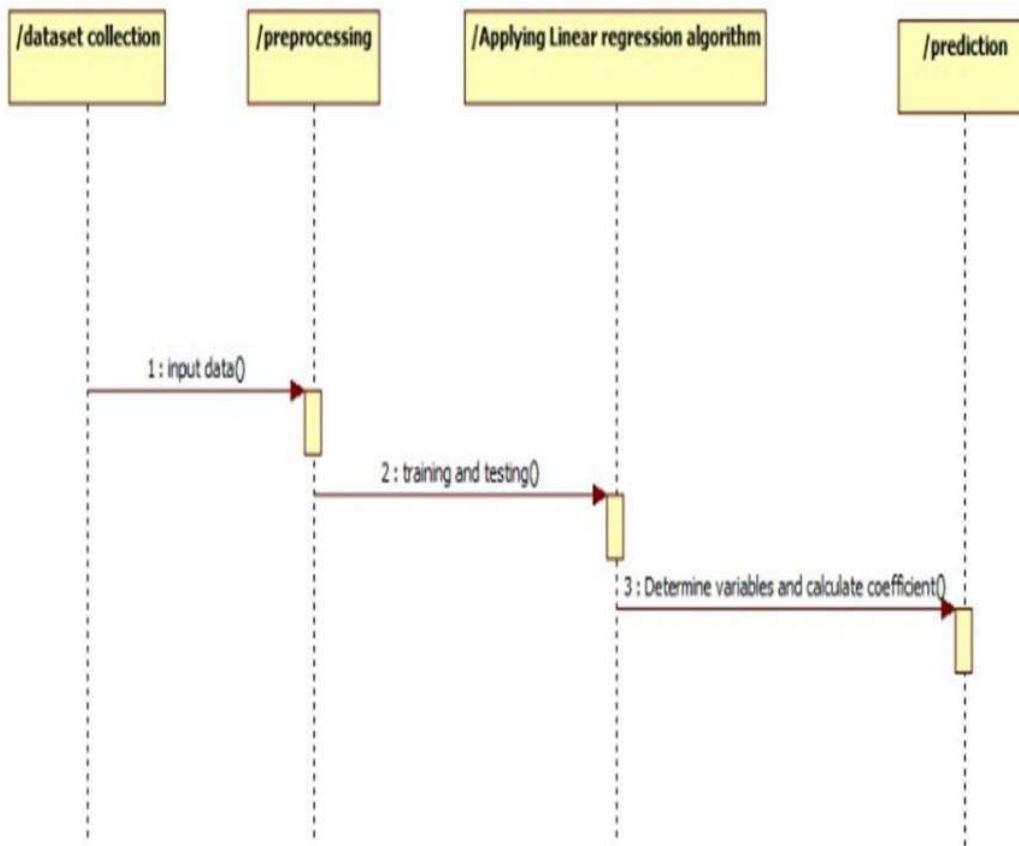 /dataset collection
/preprocessing
/Applying Linear regression algorithm
/prediction
1 : input data()
2 : training and testing()
3 : Determine variables and calculate coefficient()